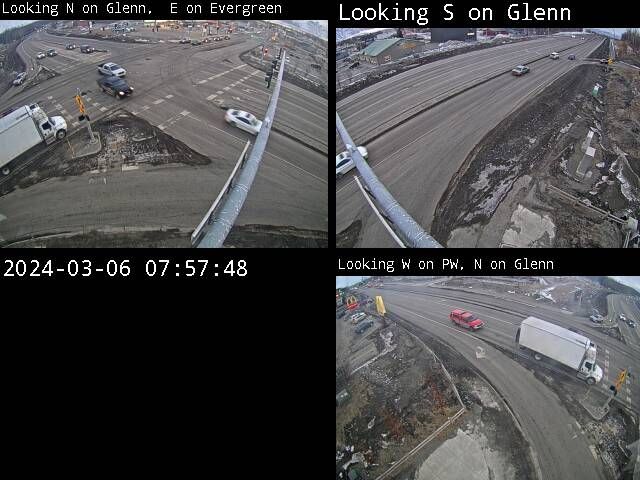 Looking N on Glenn, E on Evergreen
Looking S on Glenn
2024-03-06 07:57:48
Looking W on PW, N on Glenn